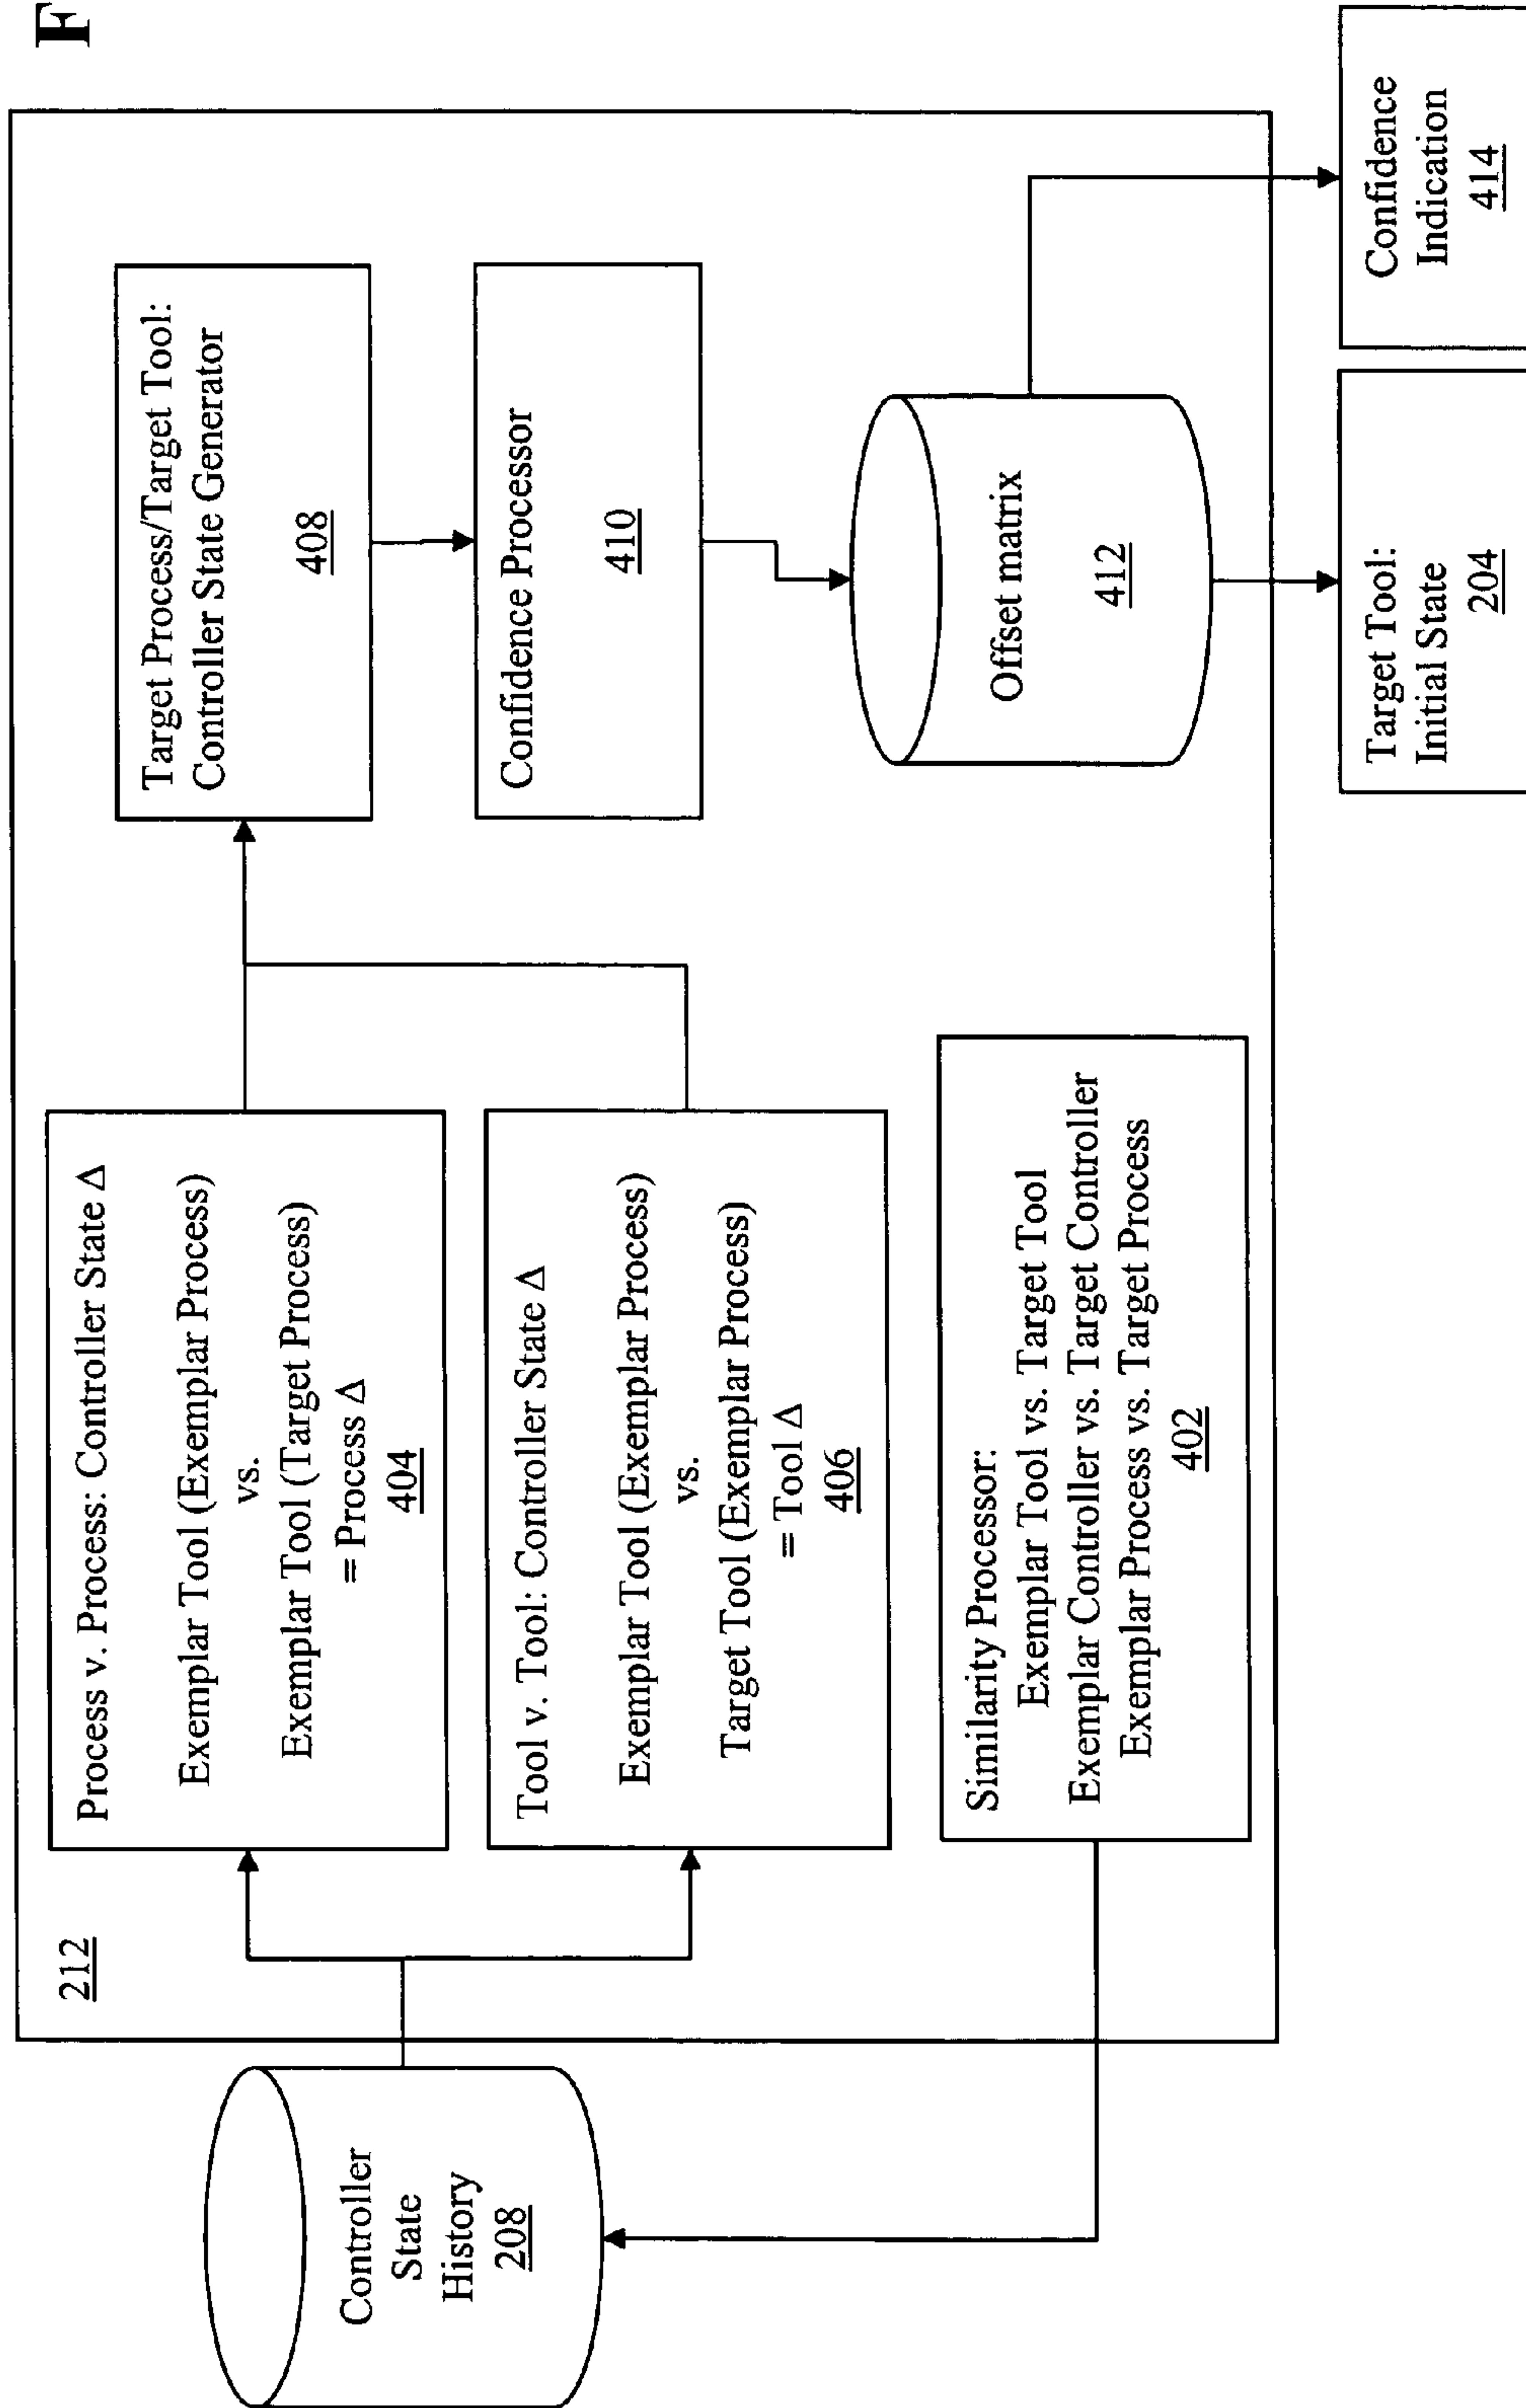 F
212
Controller
State
History
208
Process v. Process: Controller State Δ
Exemplar Tool (Exemplar Process)
vs.
Exemplar Tool (Target Process)
= Process Δ
404
Tool v. Tool: Controller State Δ
Exemplar Tool (Exemplar Process)
vs.
Target Tool (Exemplar Process)
= Tool Δ
406
Similarity Processor:
Exemplar Tool vs. Target Tool
Exemplar Controller vs. Target Controller
Exemplar Process vs. Target Process
402
Target Process/Target Tool:
Controller State Generator
408
Confidence Processor
410
Offset matrix
412
Target Tool:
Initial State
204
Confidence
Indication
414